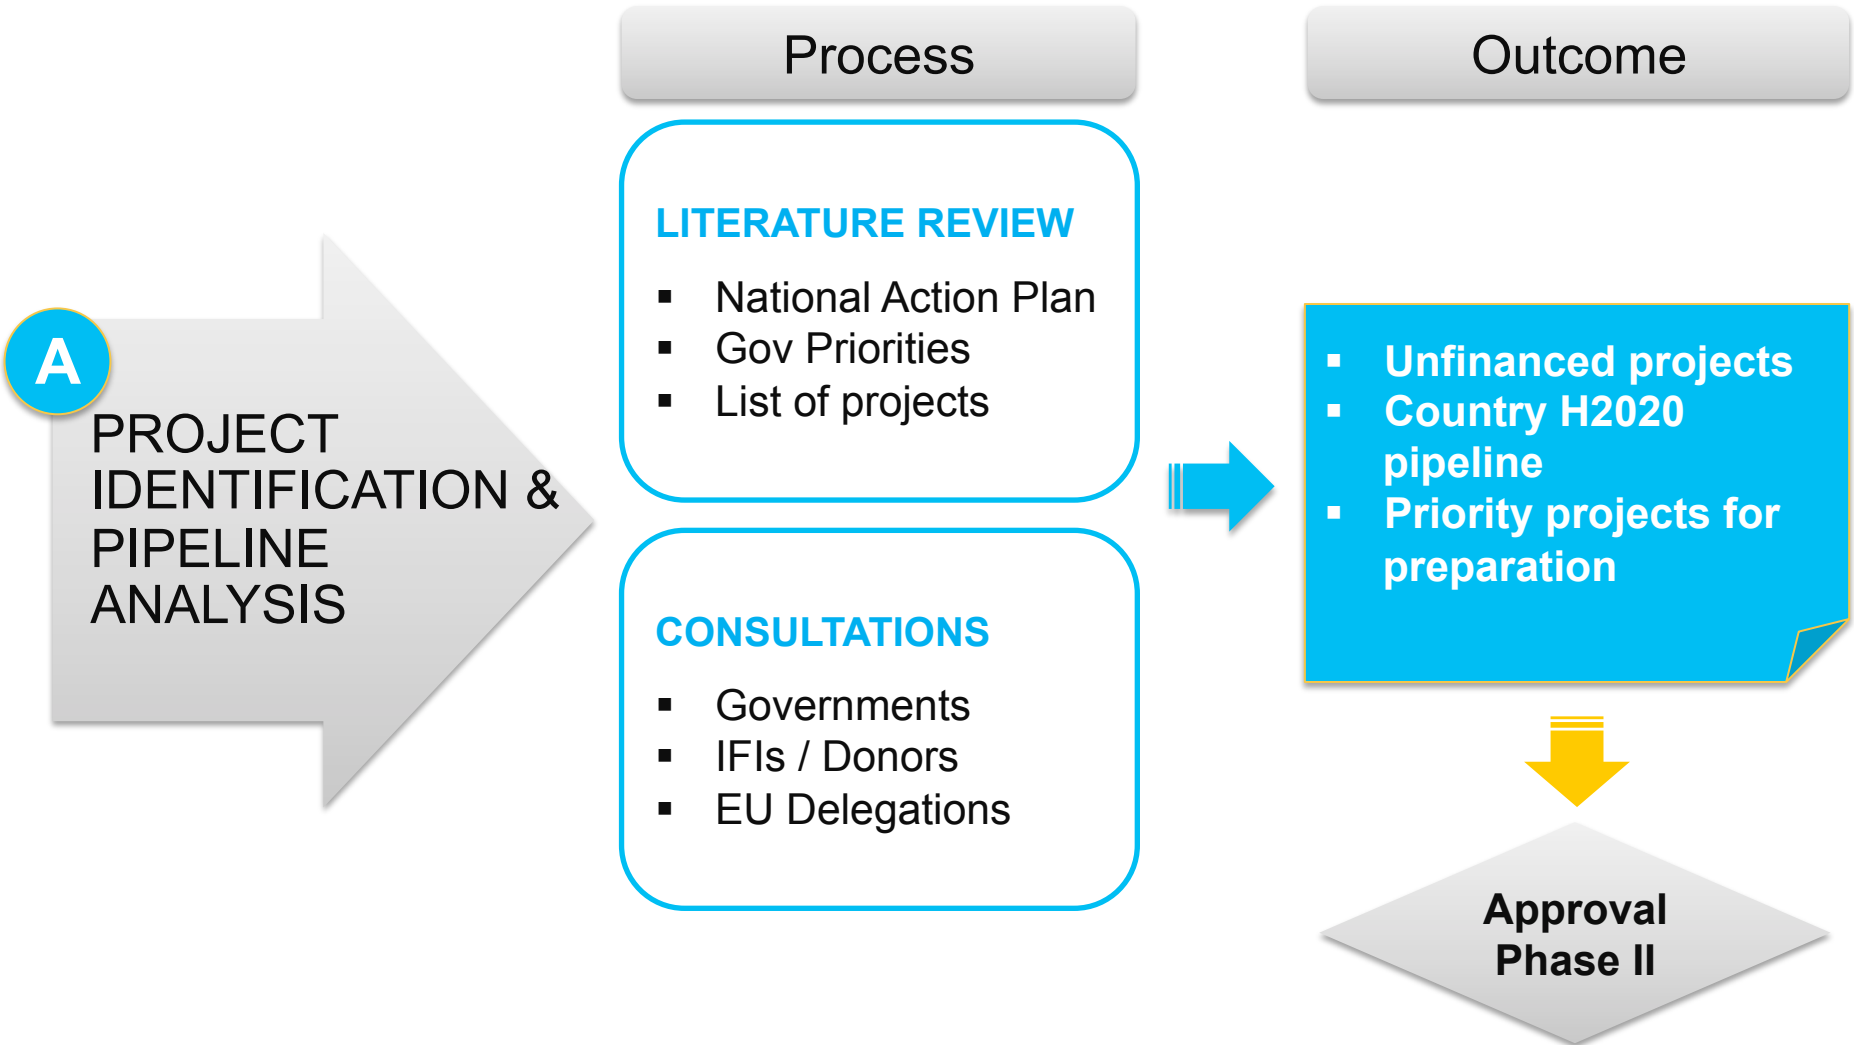 Process
Outcome
A
PROJECT
IDENTIFICATION &
PIPELINE
ANALYSIS
LITERATURE REVIEW
▪ National Action Plan
▪ Gov Priorities
▪ List of projects
CONSULTATIONS
▪ Governments
▪ IFIs / Donors
▪ EU Delegations
▪ Unfinanced projects
▪ Country H2020
pipeline
▪ Priority projects for
preparation
Approval
Phase II